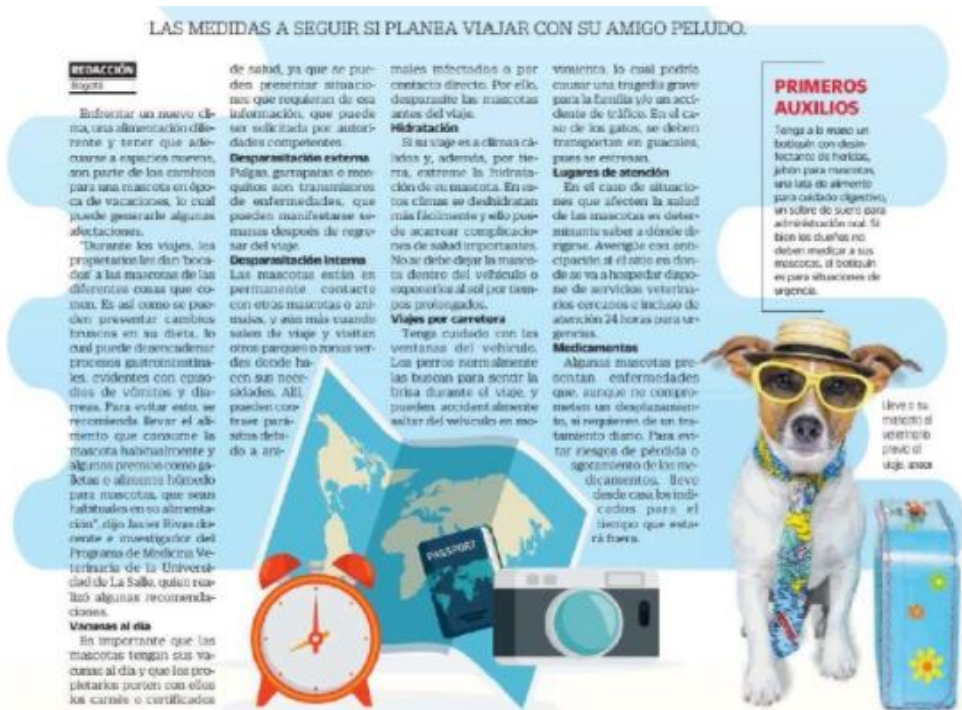 LAS MEDIDAS A SEGUIR SI PLANEA VIAJAR CON SU AMIGO PELUDO.
REDACCIÓN
Bogotá
Enfrentar un nuevo cli-
ma, una alimentación dife-
rente y tener que ade-
cuarse a espacios nuevos,
son parte de los cambios
para una mascota en épo-
ca de vacaciones, lo cual
puede generarle algunas
afectaciones.
"Durante los viajes, los
propietarios les dan 'boca-
dos' a las mascotas de las
diferentes cosas que co-
men. Es así como se pue-
den presentar cambios
bruscos en su dieta, lo
cual puede desencadenar
procesos gastrointestina-
les, evidentes con episo-
dios de vómitos y dia-
rreas. Para evitar esto, se
recomienda llevar el ali-
mento que consume la
mascota habitualmente y
algunos premios como ga-
lletas o alimento húmedo
para mascotas, que sean
habituales en su alimenta-
ción", dijo Javier Rivas do-
cente e investigador del
Programa de Medicina Ve-
terinaria de la Universi-
dad de La Salle, quien rea-
lizó algunas recomenda-
ciones.
Vacunas al día
Es importante que las
mascotas tengan sus va-
cunas al día y que los pro-
pietarios porten con ellos
los carnés o certificados
de salud, ya que se pue-
den presentar situacio-
nes que requieran de esa
información, que puede
ser solicitada por autori-
dades competentes.
Desparasitación externa
Pulgas, garrapatas o mos-
quitos son transmisores
de enfermedades, que
pueden manifestarse se-
manas después de regre-
sar del viaje.
Desparasitación interna
Las mascotas están en
permanente contacto
con otras mascotas o ani-
males, y aún más cuando
salen de viaje y visitan
otros parques o zonas ver-
des donde ha-
cen sus nece-
sidades. Allí,
pueden con-
traer pará-
sitos debi-
do a ani-
males infectados o por
contacto directo. Por ello,
desparasite las mascotas
antes del viaje.
Hidratación
Si su viaje es a climas cá-
lidos y, además, por tie-
rra, extreme la hidrata-
ción de su mascota. En es-
tos climas se deshidratan
más fácilmente y ello pue-
de acarrear complicacio-
nes de salud importantes.
No se debe dejar la masco-
ta dentro del vehículo o
exponerlos al sol por tiem-
pos prolongados.
Viajes por carretera
Tenga cuidado con las
ventanas del vehículo.
Los perros normalmente
las buscan para sentir la
brisa durante el viaje, y
pueden accidentalmente
saltar del vehículo en mo-
vimiento, lo cual podría
causar una tragedia grave
para la familia y/o un acci-
dente de tráfico. En el ca-
so de los gatos, se deben
transportan en guacales,
pues se estresan.
Lugares de atención
En el caso de situacio-
nes que afecten la salud
de las mascotas es deter-
minante saber a dónde di-
rigirse. Averigüe con anti-
cipación si el sitio en don-
de se va a hospedar dispo-
ne de servicios veterina-
rios cercanos e incluso de
atención 24 horas para ur-
gencias.
Medicamentos
Algunas mascotas pre-
sentan enfermedades
que, aunque no compro-
meten un desplazamien-
to, sí requieren de un tra-
tamiento diario. Para evi-
tar riesgos de pérdida o
agotamiento de los me-
dicamentos, lleve
desde casa los indi-
cados para el
tiempo que esta-
rá fuera.
PRIMEROS
AUXILIOS
Tenga a la mano un
botiquín con desin-
fectante de heridas,
jabón para mascotas,
una lata de alimento
para cuidado digestivo,
un sobre de suero para
administración oral. Si
bien los dueños no
deben medicar a sus
mascotas, el botiquín
es para situaciones de
urgencia.
Lleve a su
mascota al
veterinario
previo al
viaje.
PASSPORT